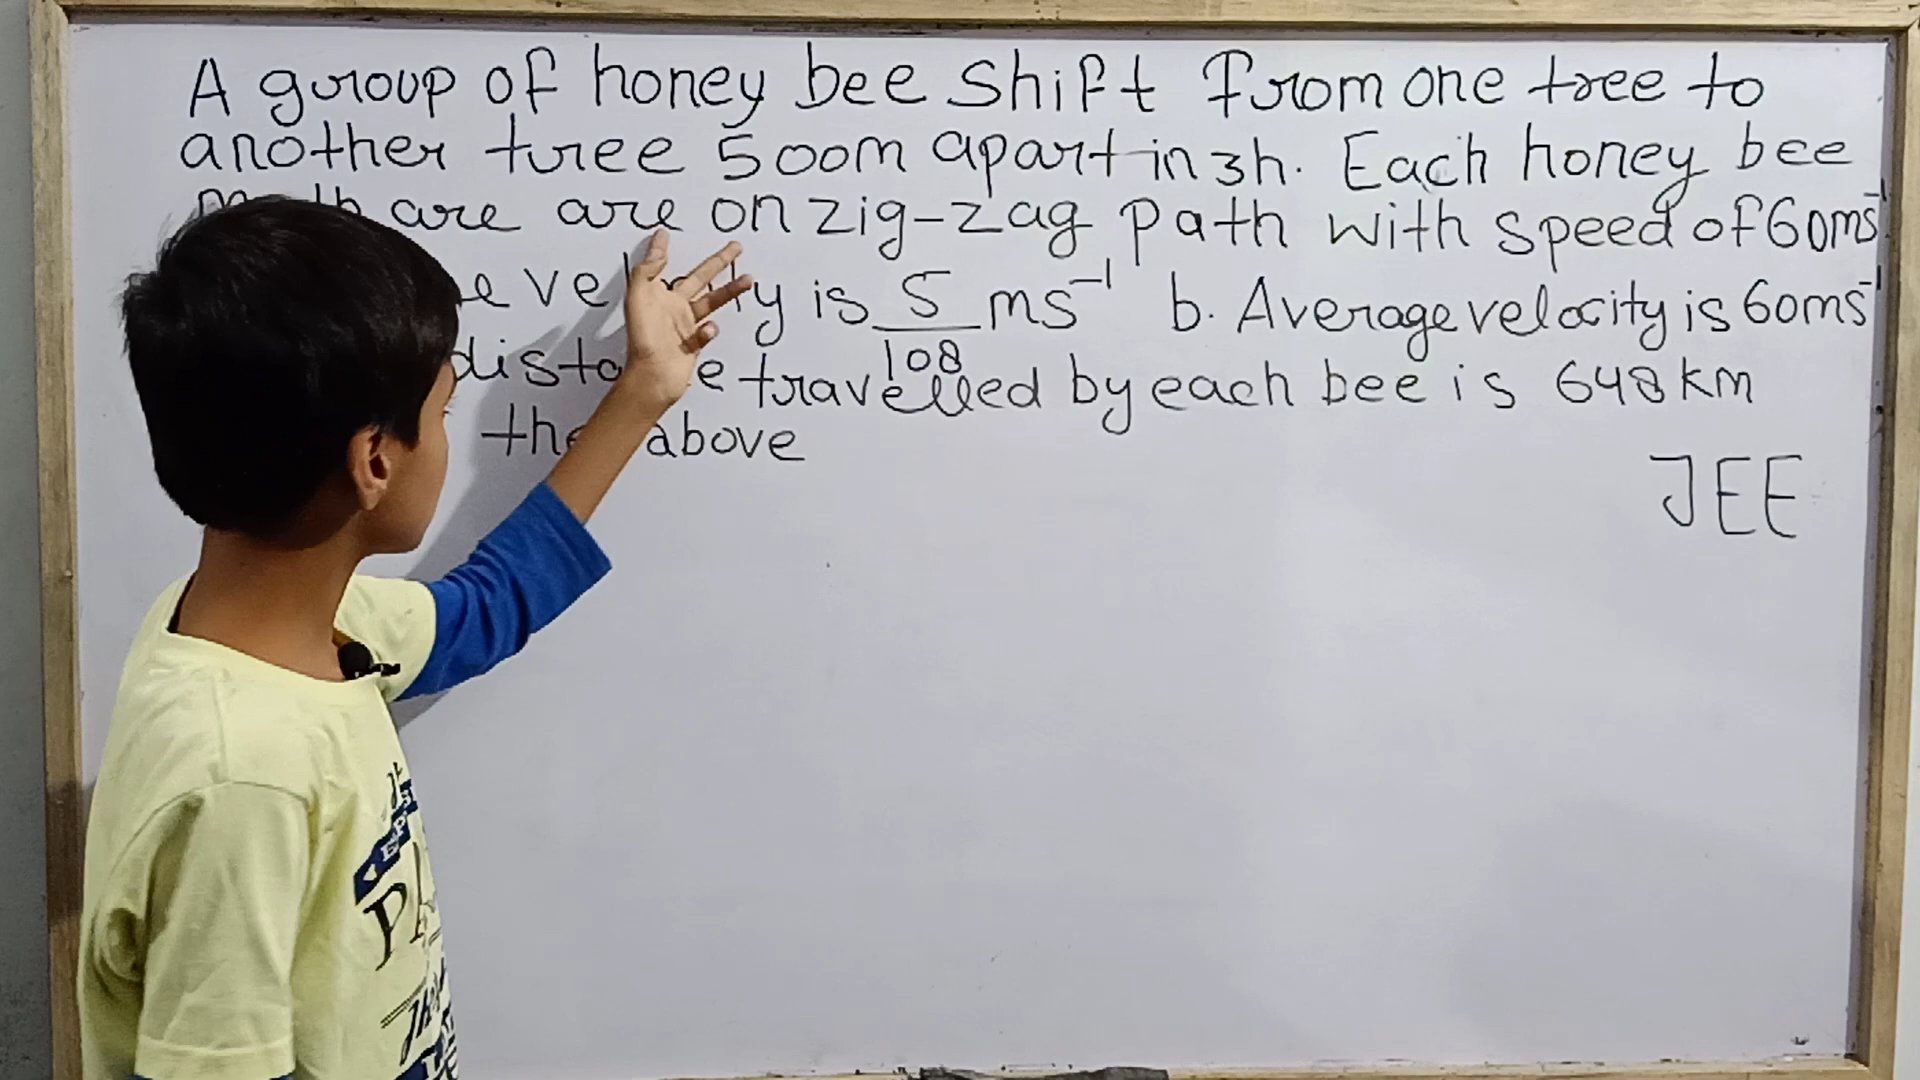 A group of honey bee shift from one tree to
another tree 500m apart in 3h. Each honey bee
are are on zig-zag path with speed of 60ms⁻¹.
is 5/108 ms⁻¹ b. Average velocity is 60ms⁻¹
travelled by each bee is 648 km
above
JEE